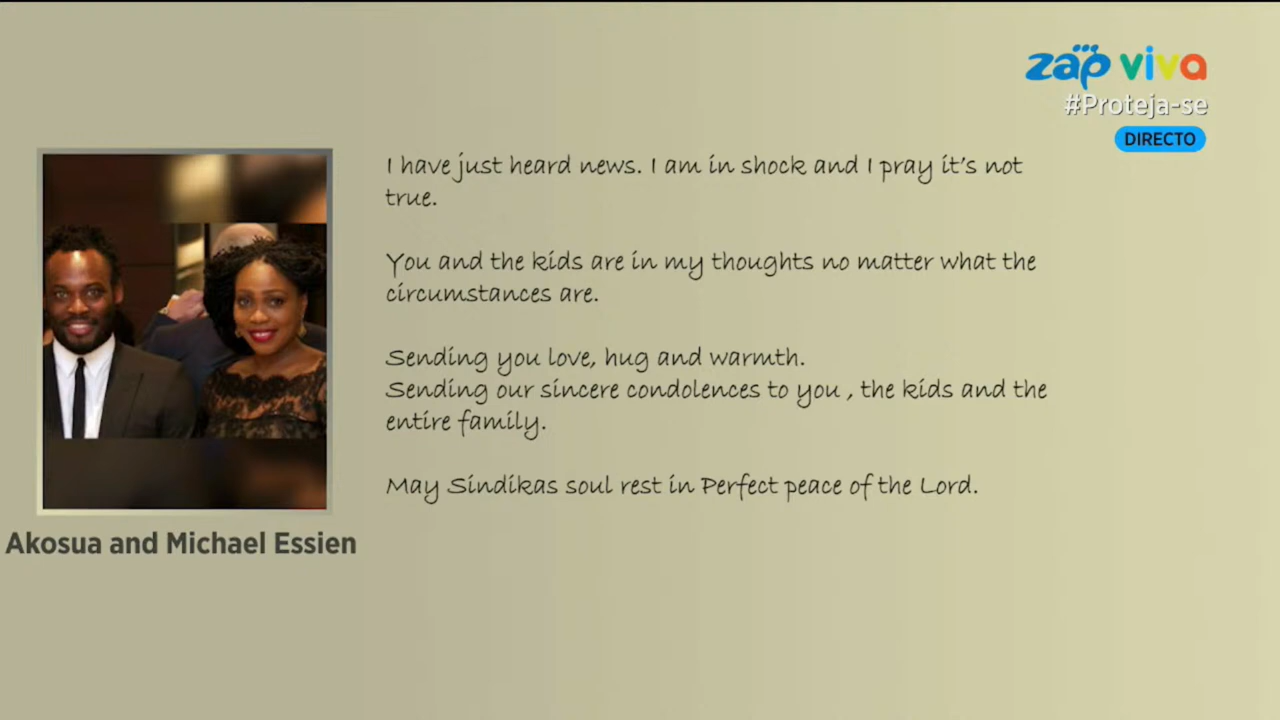 zap viva
#Proteja-se
DIRECTO
I have just heard news. I am in shock and I pray it's not
true.
You and the kids are in my thoughts no matter what the
circumstances are.
Sending you love, hug and warmth.
Sending our sincere condolences to you , the kids and the
entire family.
May Sindikas soul rest in Perfect peace of the Lord.
Akosua and Michael Essien